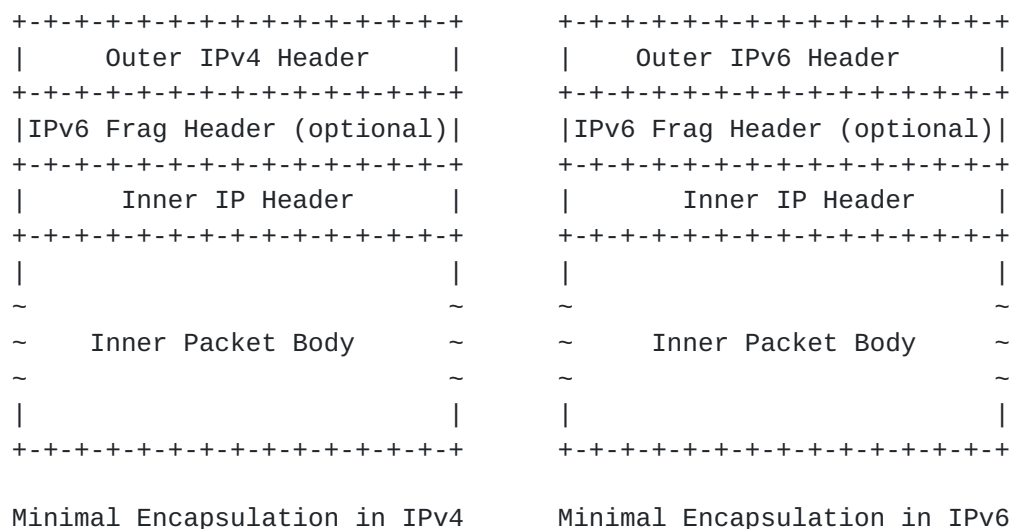 +-+-+-+-+-+-+-+-+-+-+-+-+-+-+     +-+-+-+-+-+-+-+-+-+-+-+-+-+-+
|     Outer IPv4 Header     |      |    Outer IPv6 Header      |
+-+-+-+-+-+-+-+-+-+-+-+-+-+-+     +-+-+-+-+-+-+-+-+-+-+-+-+-+-+
|IPv6 Frag Header (optional)|      |IPv6 Frag Header (optional)|
+-+-+-+-+-+-+-+-+-+-+-+-+-+-+     +-+-+-+-+-+-+-+-+-+-+-+-+-+-+
|      Inner IP Header      |      |       Inner IP Header     |
+-+-+-+-+-+-+-+-+-+-+-+-+-+-+     +-+-+-+-+-+-+-+-+-+-+-+-+-+-+
|                           |      |                           |
~                           ~      ~                           ~
~    Inner Packet Body      ~      ~     Inner Packet Body     ~
~                           ~      ~                           ~
|                           |      |                           |
+-+-+-+-+-+-+-+-+-+-+-+-+-+-+     +-+-+-+-+-+-+-+-+-+-+-+-+-+-+
Minimal Encapsulation in IPv4      Minimal Encapsulation in IPv6